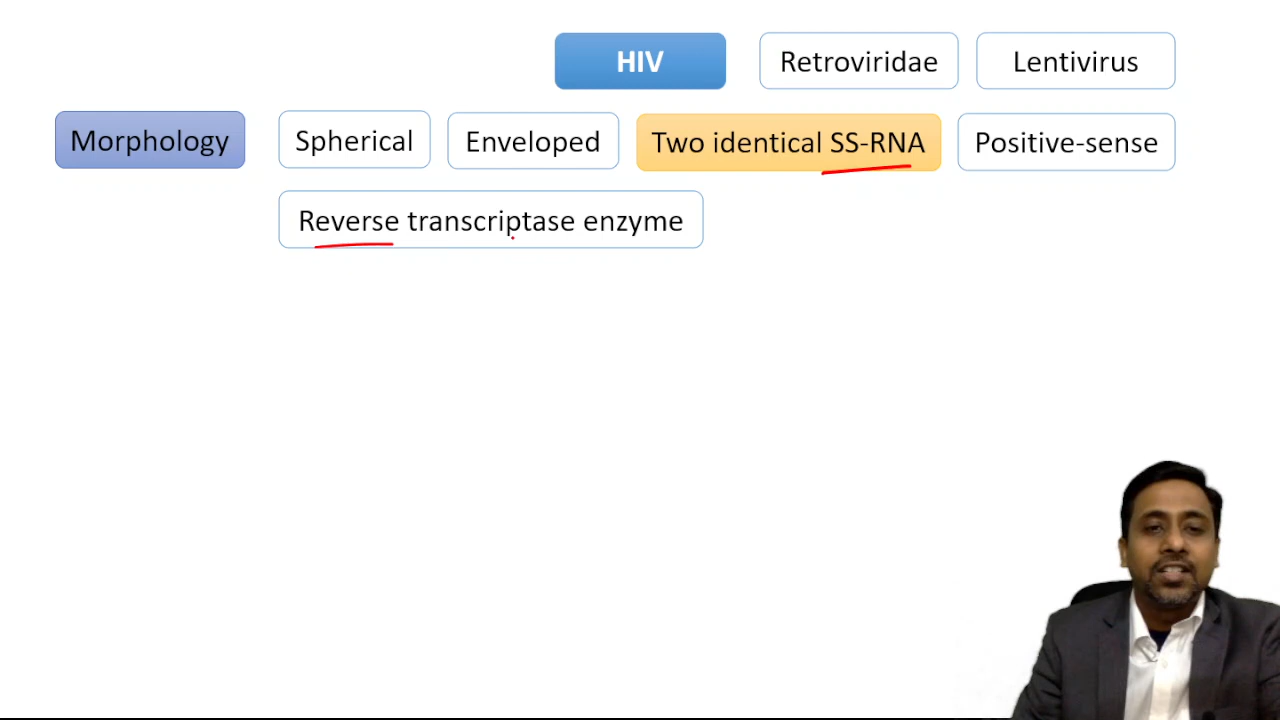 HIV Retroviridae Lentivirus
Morphology Spherical Enveloped Two identical SS-RNA Positive-sense
Reverse transcriptase enzyme